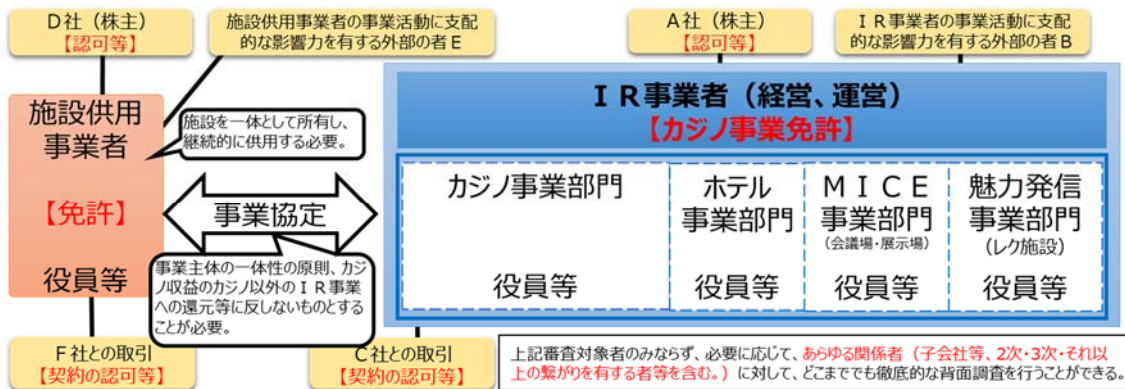 D社（株主）
【認可等】
施設供用事業者の事業活動に支配
的な影響力を有する外部の者E
A社（株主）
【認可等】
ＩＲ事業者の事業活動に支配
的な影響力を有する外部の者B
施設供用
事業者
【免許】
役員等
施設を一体として所有し、
継続的に供用する必要。
事業協定
事業主体の一体性の原則、カジ
ノ収益のカジノ以外のＩＲ事業
への還元等に反しないものとする
ことが必要。
ＩＲ事業者（経営、運営）
【カジノ事業免許】
カジノ事業部門
役員等
ホテル
事業部門
役員等
ＭＩＣＥ
事業部門
（会議場・展示場）
役員等
魅力発信
事業部門
（レク施設）
役員等
F社との取引
【契約の認可等】
C社との取引
【契約の認可等】
上記審査対象者のみならず、必要に応じて、あらゆる関係者（子会社等、2次・3次・それ以
上の繋がりを有する者等を含む。）に対して、どこまででも徹底的な背面調査を行うことができる。